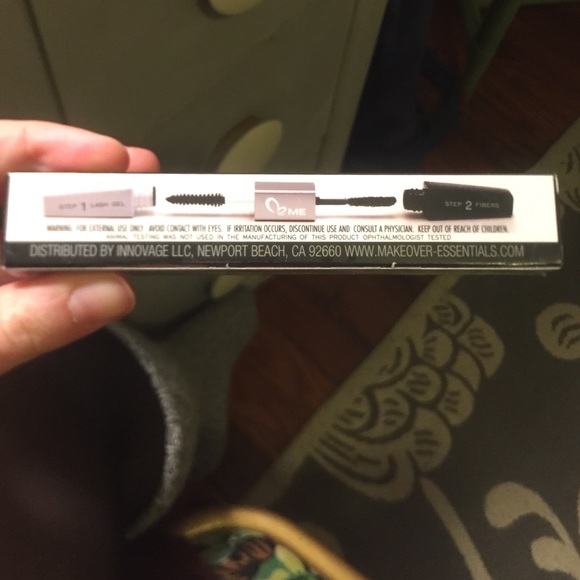 STEP 1 LASH GEL
ME
STEP 2 FIBERS
WARNING: FOR EXTERNAL USE ONLY. AVOID CONTACT WITH EYES. IF IRRITATION OCCURS, DISCONTINUE USE AND CONSULT A PHYSICIAN. KEEP OUT OF REACH OF CHILDREN.
ANIMAL TESTING WAS NOT USED IN THE MANUFACTURING OF THIS PRODUCT OPHTHALMOLOGIST TESTED
DISTRIBUTED BY INNOVAGE LLC, NEWPORT BEACH, CA 92660 WWW.MAKEOVER-ESSENTIALS.COM